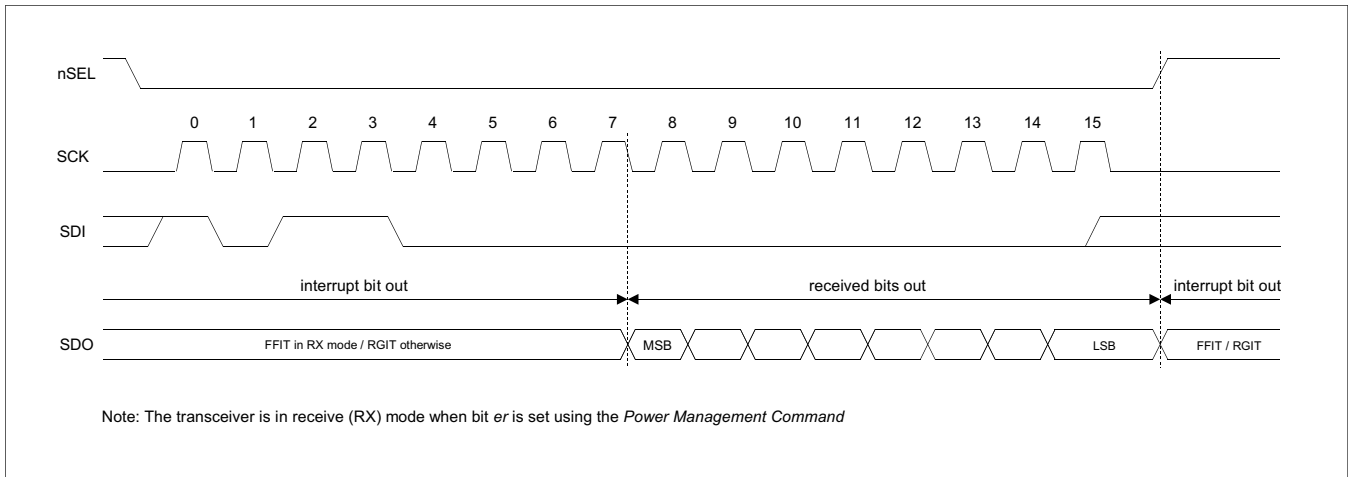 nSEL
0 1 2 3 4 5 6 7 8 9 10 11 12 13 14 15
SCK
SDI
interrupt bit out received bits out interrupt bit out
SDO FFIT in RX mode / RGIT otherwise MSB LSB FFIT / RGIT
Note: The transceiver is in receive (RX) mode when bit er is set using the Power Management Command